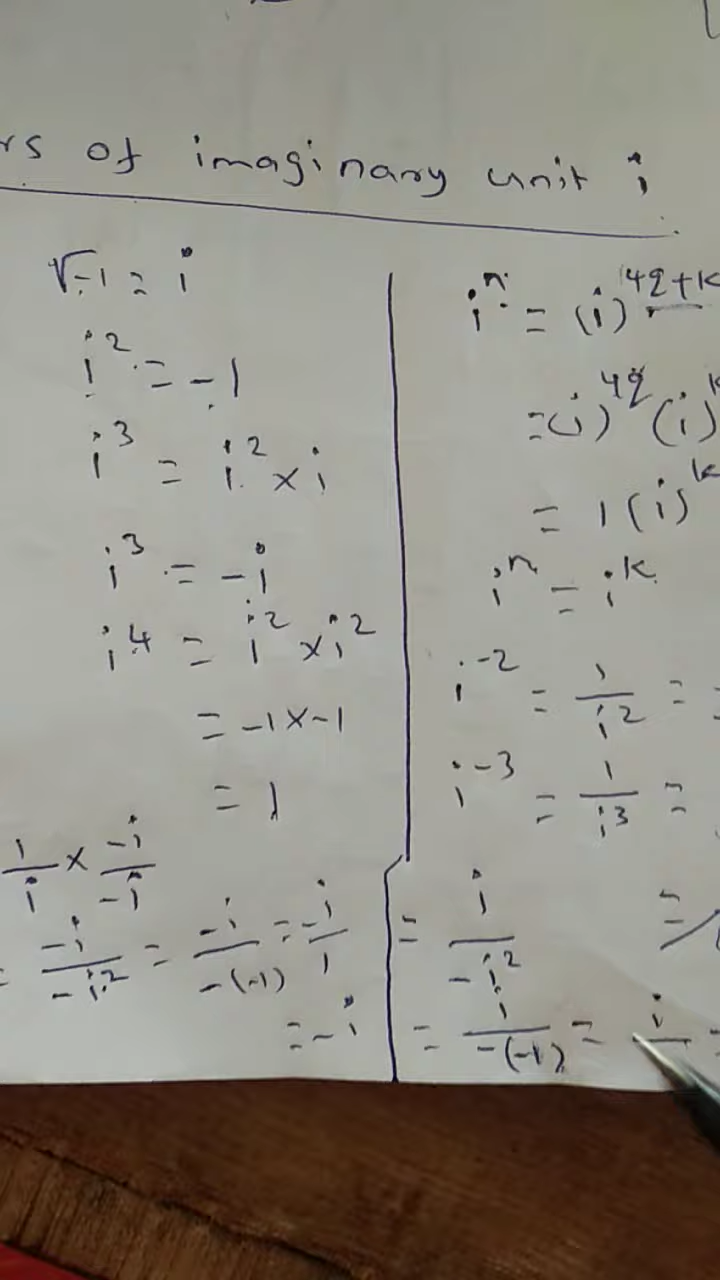 rs of imaginary unit i
√-1 = i
i² = -1
i³ = i² × i
i³ = -i
i⁴ = i² × i²
= -1 × -1
= 1
1/i × -i/-i
= -i/-i² = -i/-(-1) = -i/1
= -i
iⁿ = (i)^4q+k
= (i)^4q (i)^k
= 1 (i)^k
iⁿ = i^k
i⁻² = 1/i² =
i⁻³ = 1/i³ =
= i/-i² =
= i/-(-1) = i